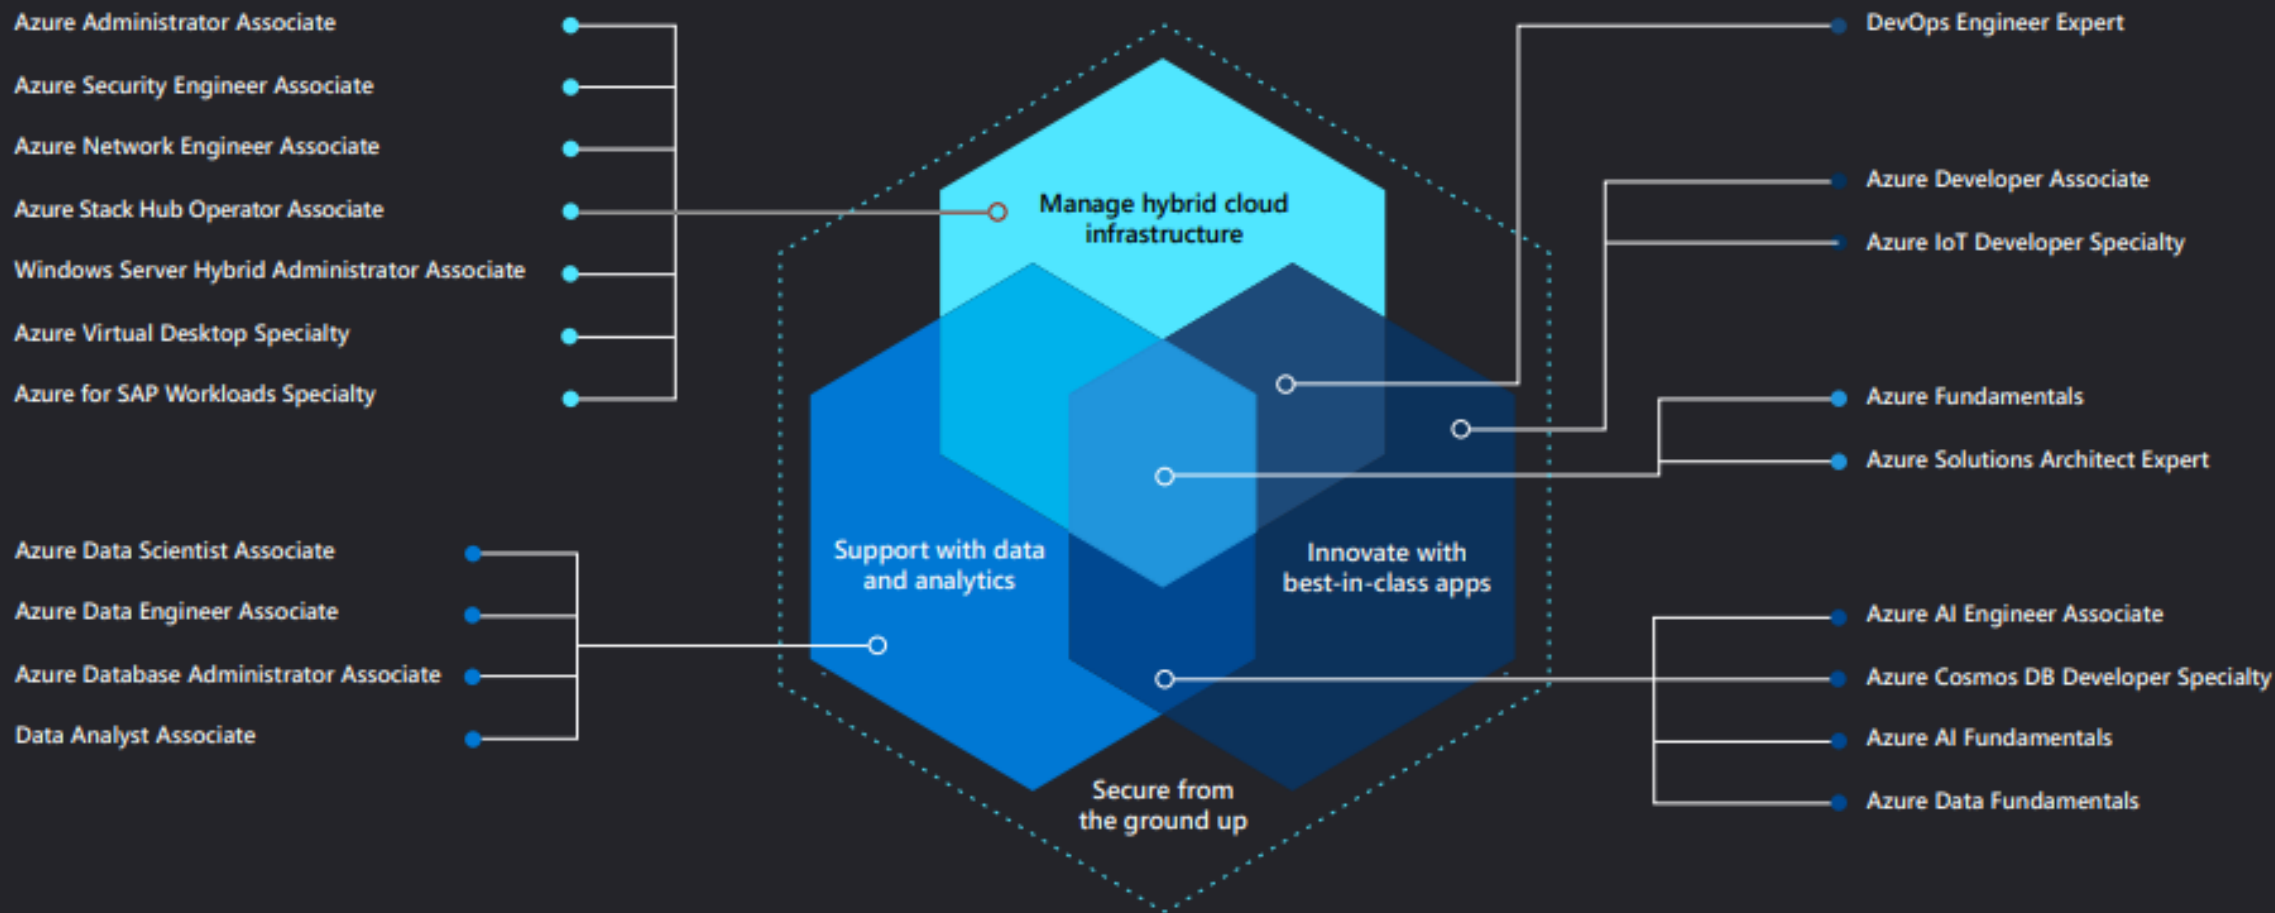 Azure Administrator Associate
Azure Security Engineer Associate
Azure Network Engineer Associate
Azure Stack Hub Operator Associate
Windows Server Hybrid Administrator Associate
Azure Virtual Desktop Specialty
Azure for SAP Workloads Specialty
Azure Data Scientist Associate
Azure Data Engineer Associate
Azure Database Administrator Associate
Data Analyst Associate
Manage hybrid cloud
infrastructure
Support with data
and analytics
Innovate with
best-in-class apps
Secure from
the ground up
DevOps Engineer Expert
Azure Developer Associate
Azure IoT Developer Specialty
Azure Fundamentals
Azure Solutions Architect Expert
Azure AI Engineer Associate
Azure Cosmos DB Developer Specialty
Azure AI Fundamentals
Azure Data Fundamentals